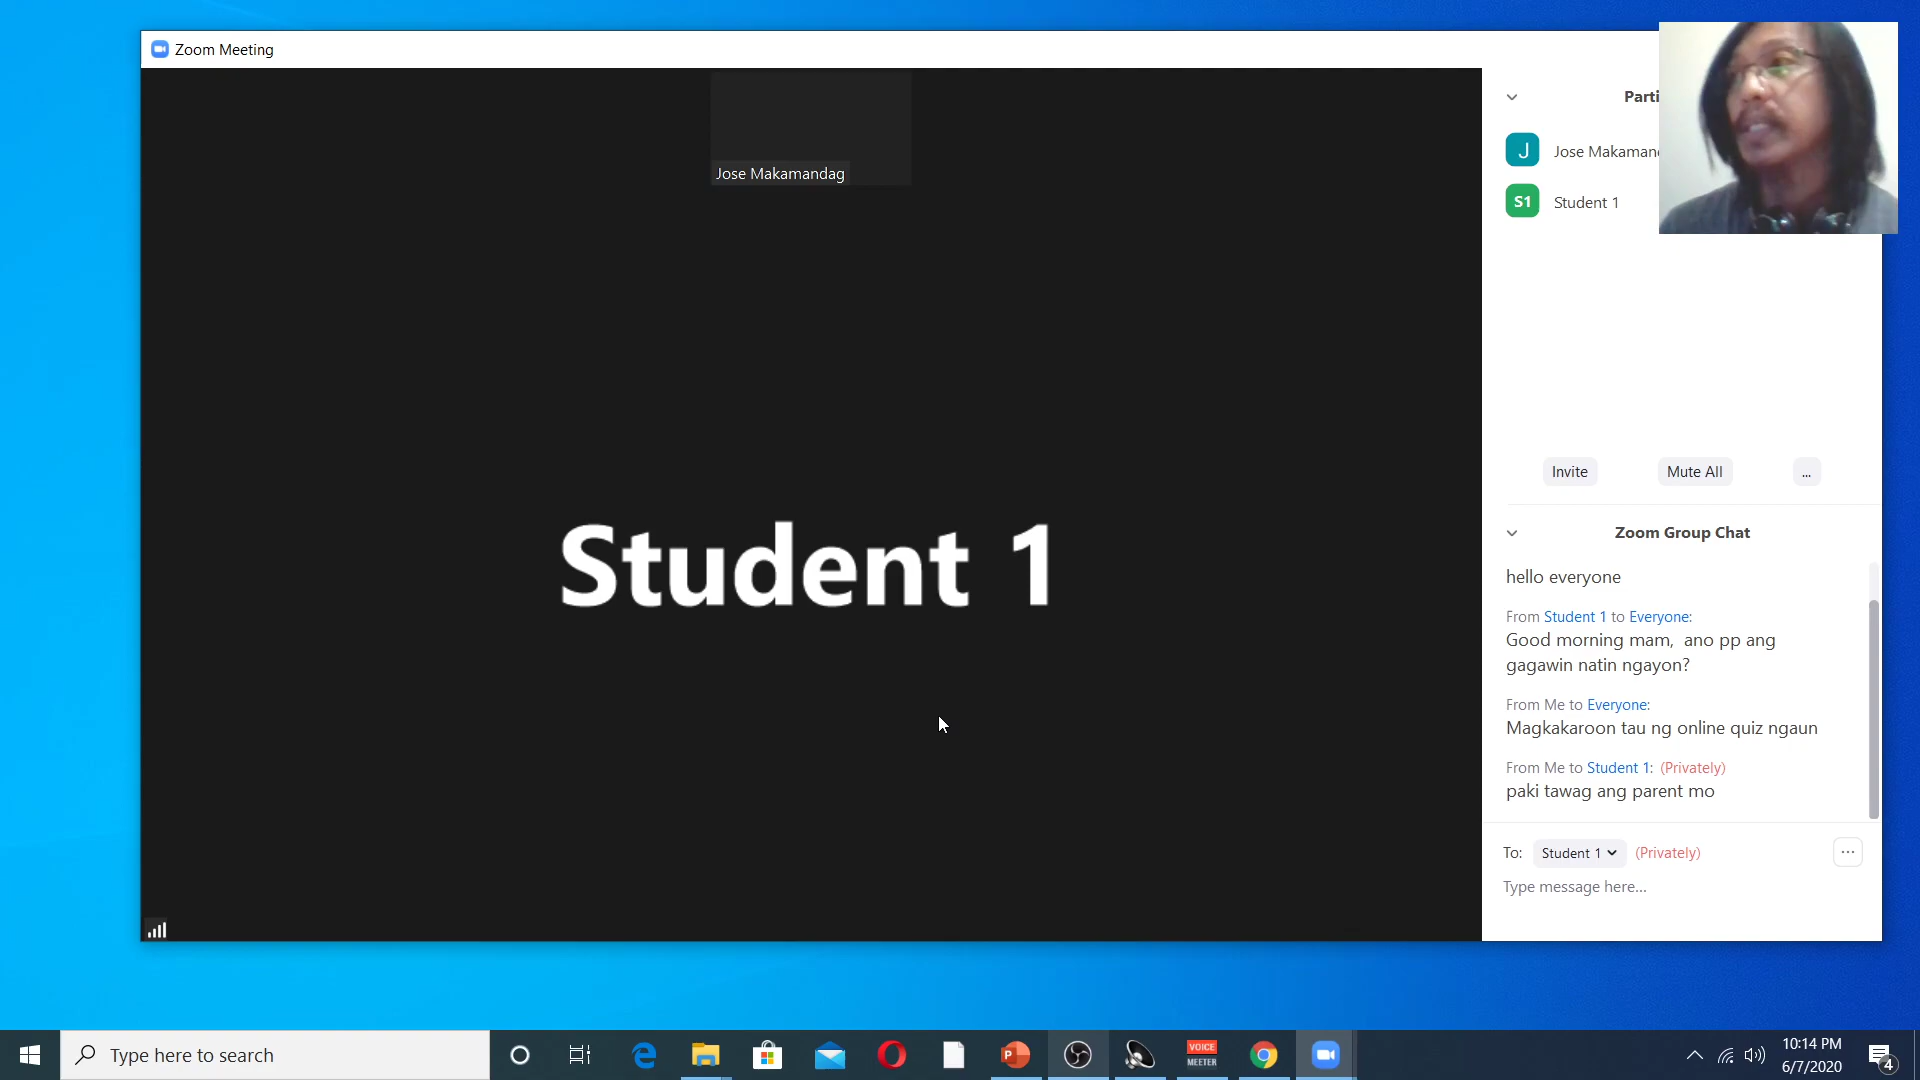 Zoom Meeting
Jose Makamandag
Student 1
Parti
J Jose Makaman
S1 Student 1
Invite Mute All ...
Zoom Group Chat
hello everyone
From Student 1 to Everyone:
Good morning mam, ano pp ang
gagawin natin ngayon?
From Me to Everyone:
Magkakaroon tau ng online quiz ngaun
From Me to Student 1: (Privately)
paki tawag ang parent mo
To: Student 1 (Privately)
Type message here...
Type here to search
VOICE
MEETER
10:14 PM
6/7/2020
4